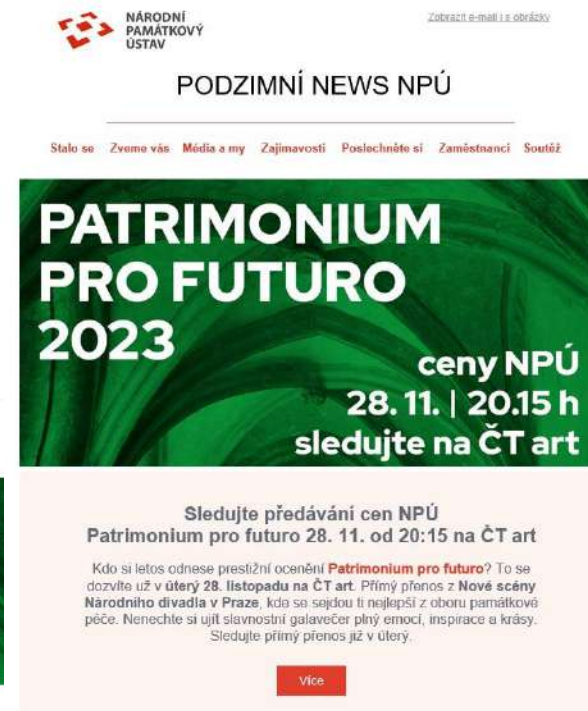 NÁRODNÍ
PAMÁTKOVÝ
ÚSTAV
Zobrazit e-mail i s obrázky
PODZIMNÍ NEWS NPÚ
Stalo se Zveme vás Média a my Zajímavosti Poslechněte si Zaměstnanci Soutěž
PATRIMONIUM
PRO FUTURO
2023
ceny NPÚ
28. 11. | 20.15 h
sledujte na ČT art
Sledujte předávání cen NPÚ
Patrimonium pro futuro 28. 11. od 20:15 na ČT art
Kdo si letos odnese prestižní ocenění Patrimonium pro futuro? To se
dozvíte už v úterý 28. listopadu na ČT art. Přímý přenos z Nové scény
Národního divadla v Praze, kde se sejdou ti nejlepší z oboru památkové
péče. Nenechte si ujít slavnostní galavečer plný emocí, inspirace a krásy.
Sledujte přímý přenos již v úterý.
Více